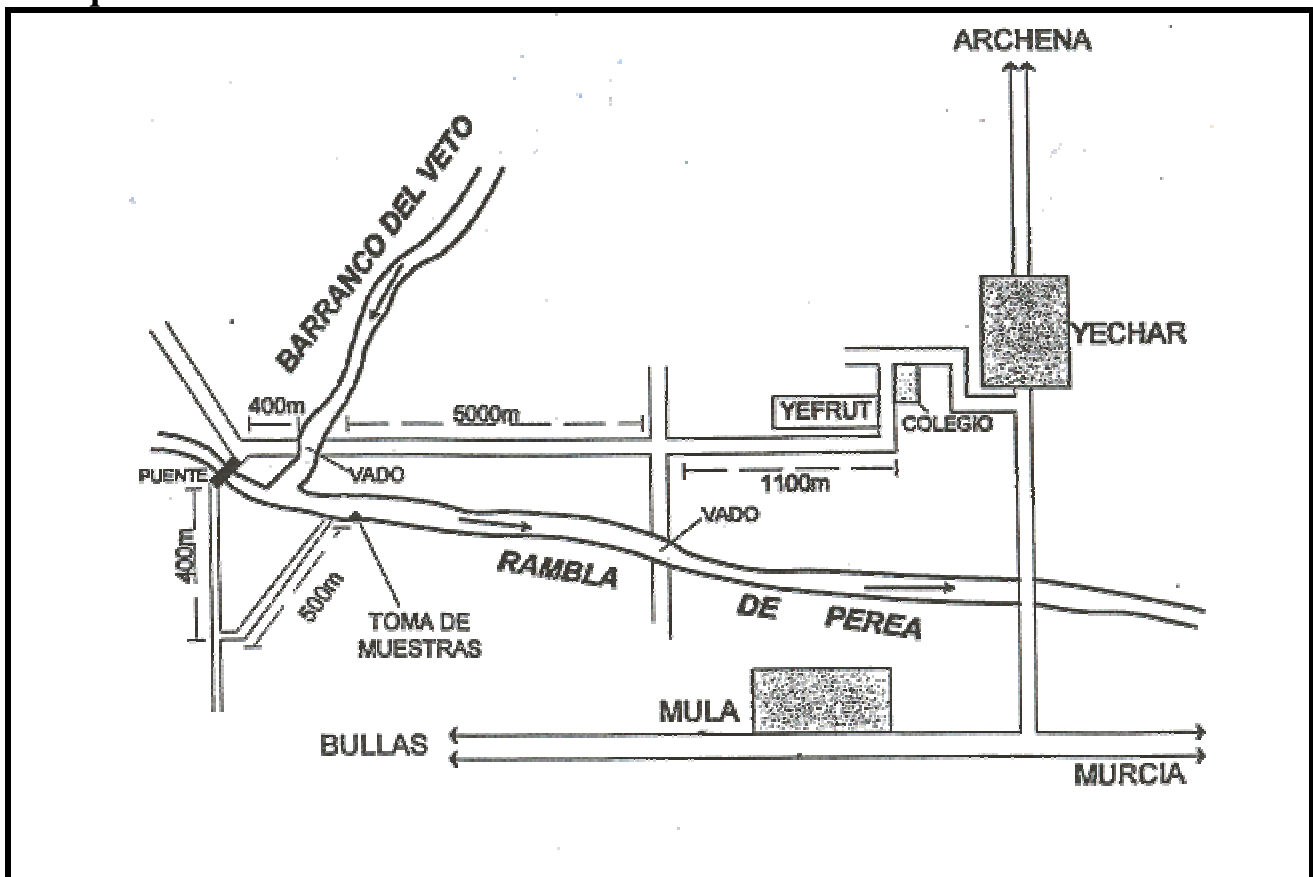 ARCHENA
BARRANCO DEL VETO
YECHAR
400m
5000m
YEFRUT
COLEGIO
PUENTE
VADO
1100m
VADO
400m
500m
RAMBLA
DE PEREA
TOMA DE
MUESTRAS
MULA
BULLAS
MURCIA